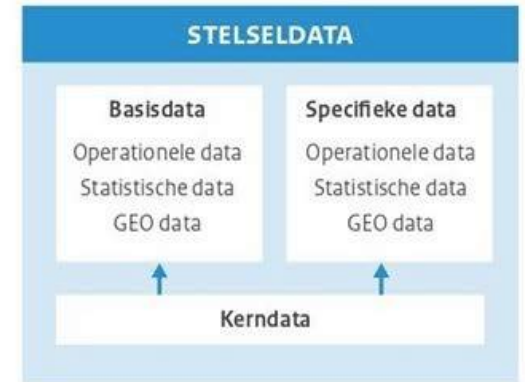 STELSELDATA
Basisdata
Operationele data
Statistische data
GEO data
Specifieke data
Operationele data
Statistische data
GEO data
Kerndata